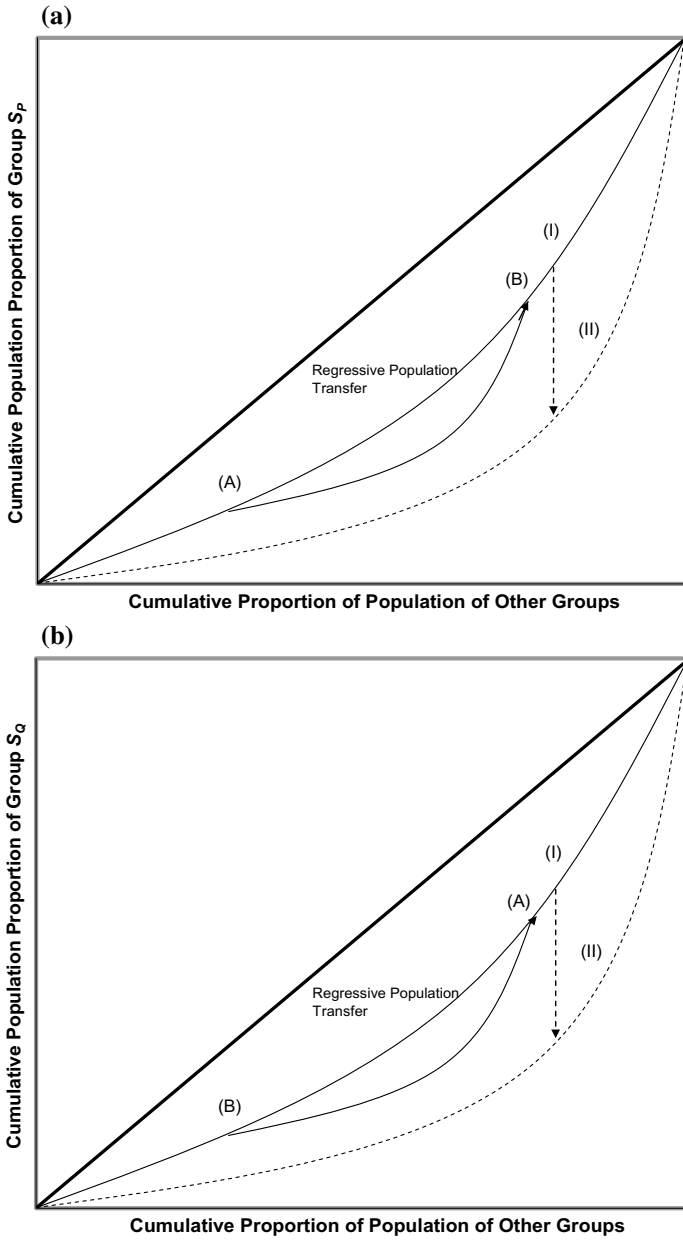 (a)
Cumulative Population Proportion of Group S_P
(I)
(B)
(II)
Regressive Population
Transfer
(A)
Cumulative Proportion of Population of Other Groups
(b)
Cumulative Population Proportion of Group S_Q
(I)
(A)
(II)
Regressive Population
Transfer
(B)
Cumulative Proportion of Population of Other Groups